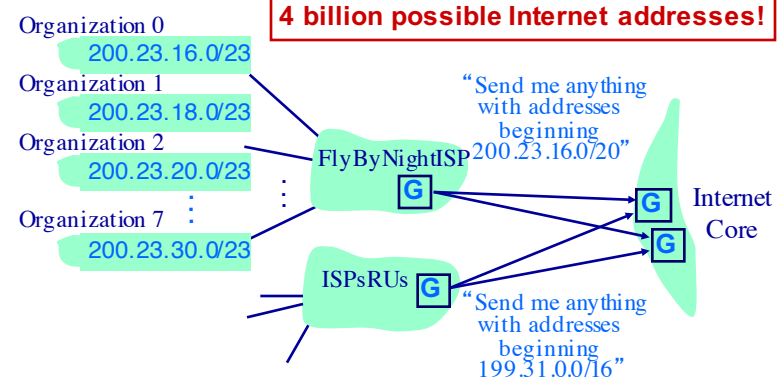 4 billion possible Internet addresses!
Organization 0
200.23.16.0/23
Organization 1
200.23.18.0/23
Organization 2
200.23.20.0/23
Organization 7
200.23.30.0/23
FlyByNightISP
G
“Send me anything
with addresses
beginning
200.23.16.0/20”
G
G
Internet
Core
ISPsRUs
G
“Send me anything
with addresses
beginning
199.31.0.0/16”